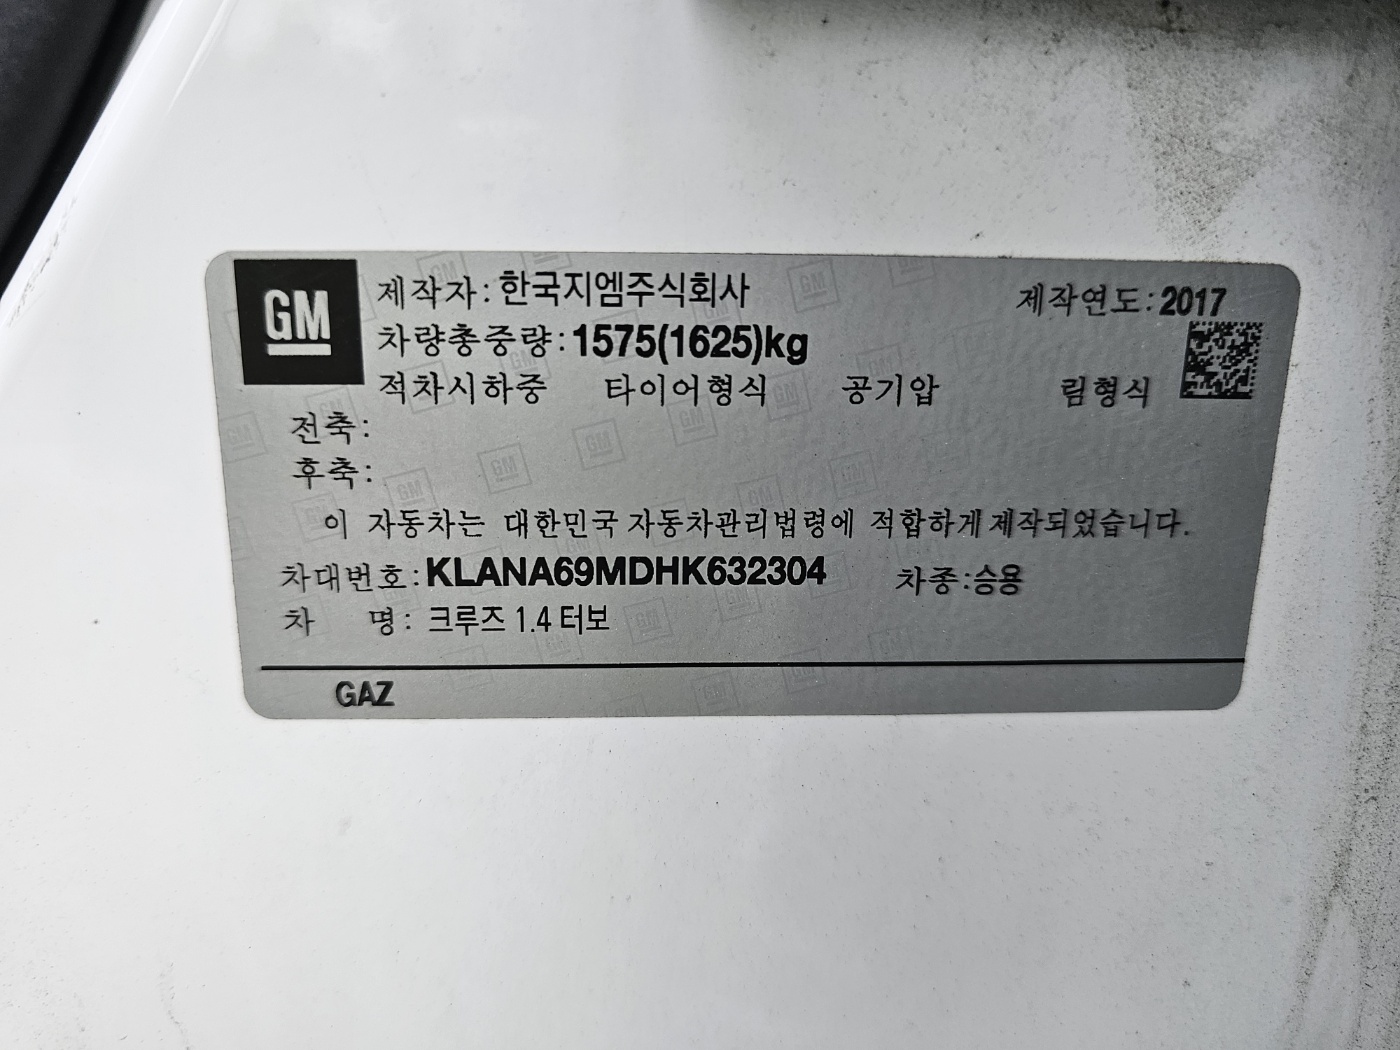 GM
제작자: 한국지엠주식회사 제작연도: 2017
차량총중량: 1575(1625)kg
적차시하중 타이어형식 공기압 림형식
전축:
후축:
이 자동차는 대한민국 자동차관리법령에 적합하게 제작되었습니다.
차대번호: KLANA69MDHK632304 차종:승용
차 명: 크루즈 1.4 터보
GAZ